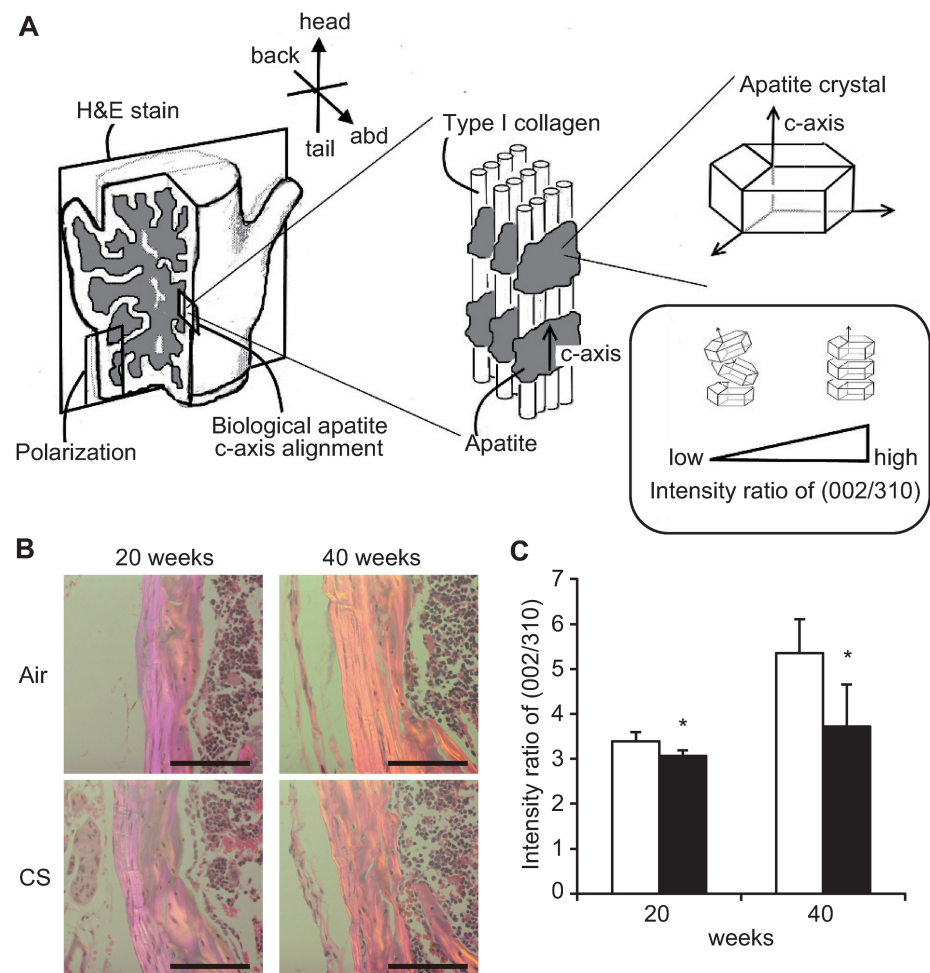 A
head
back
abd
tail
H&E stain
Polarization
Biological apatite
c-axis alignment
Type I collagen
c-axis
Apatite
Apatite crystal
c-axis
low
high
Intensity ratio of (002/310)
B
20 weeks
40 weeks
Air
CS
C
Intensity ratio of (002/310)
7
6
5
4
3
2
1
0
*
*
20
40
weeks